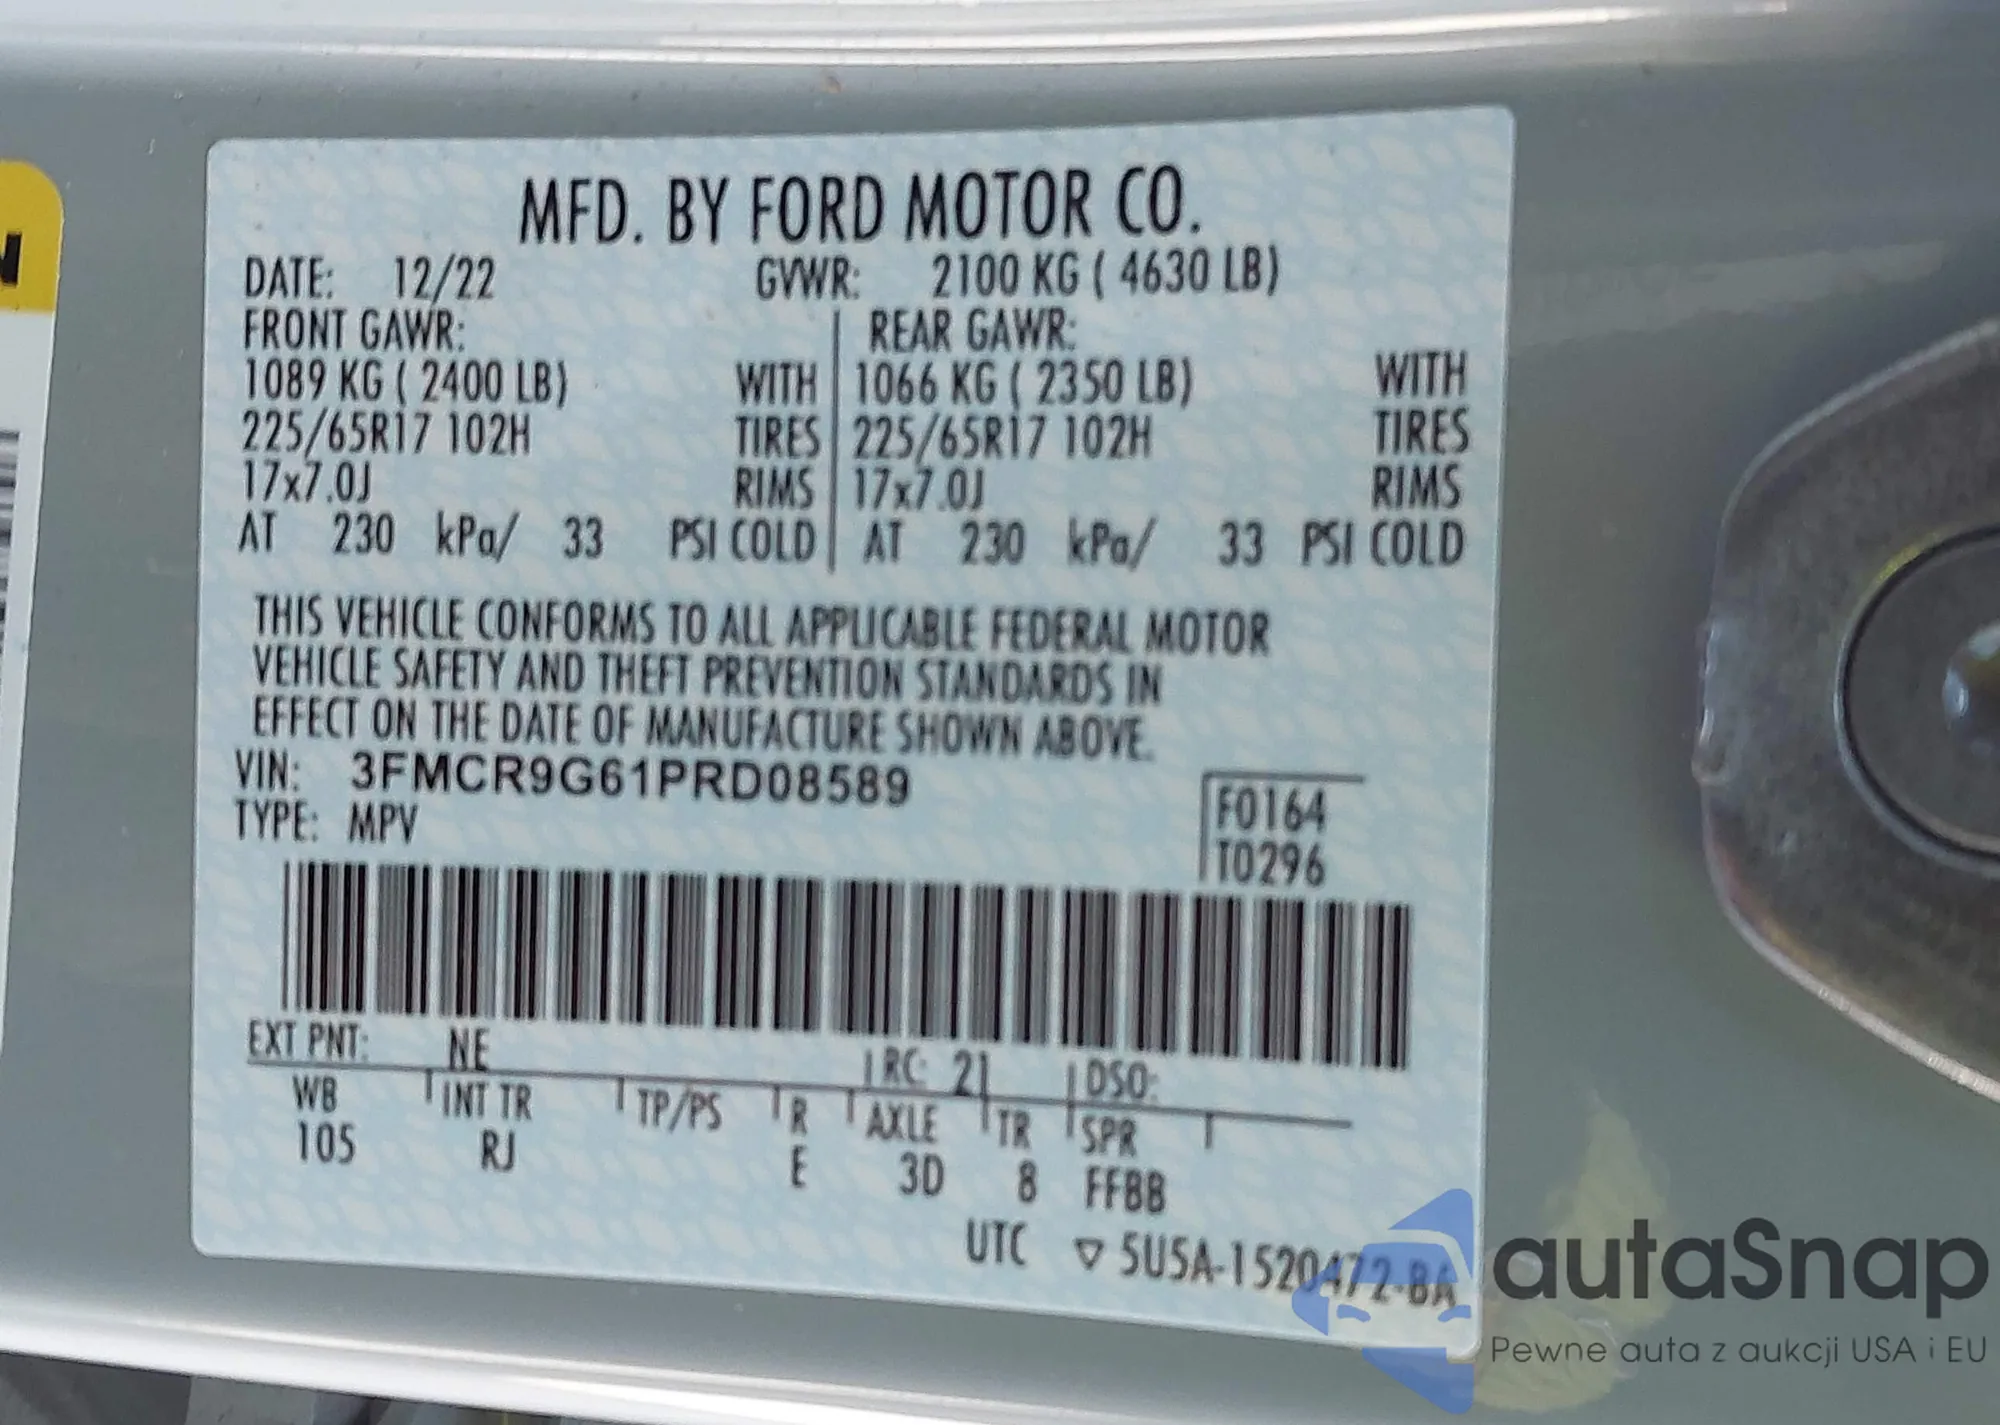 N
MFD. BY FORD MOTOR CO.
DATE: 12/22 GVWR: 2100 KG ( 4630 LB)
FRONT GAWR: REAR GAWR:
1089 KG ( 2400 LB) WITH 1066 KG ( 2350 LB) WITH
225/65R17 102H TIRES 225/65R17 102H TIRES
17x7.0J RIMS 17x7.0J RIMS
AT 230 kPa/ 33 PSI COLD AT 230 kPa/ 33 PSI COLD
THIS VEHICLE CONFORMS TO ALL APPLICABLE FEDERAL MOTOR
VEHICLE SAFETY AND THEFT PREVENTION STANDARDS IN
EFFECT ON THE DATE OF MANUFACTURE SHOWN ABOVE.
VIN: 3FMCR9G61PRD08589
TYPE: MPV
F0164
T0296
EXT PNT: NE RC: 21 DSO:
WB INT TR TP/PS R AXLE TR SPR
105 RJ E 3D 8 FFBB
UTC ▽ 5U5A-1520472-BA
autaSnap
Pewne auta z aukcji USA i EU